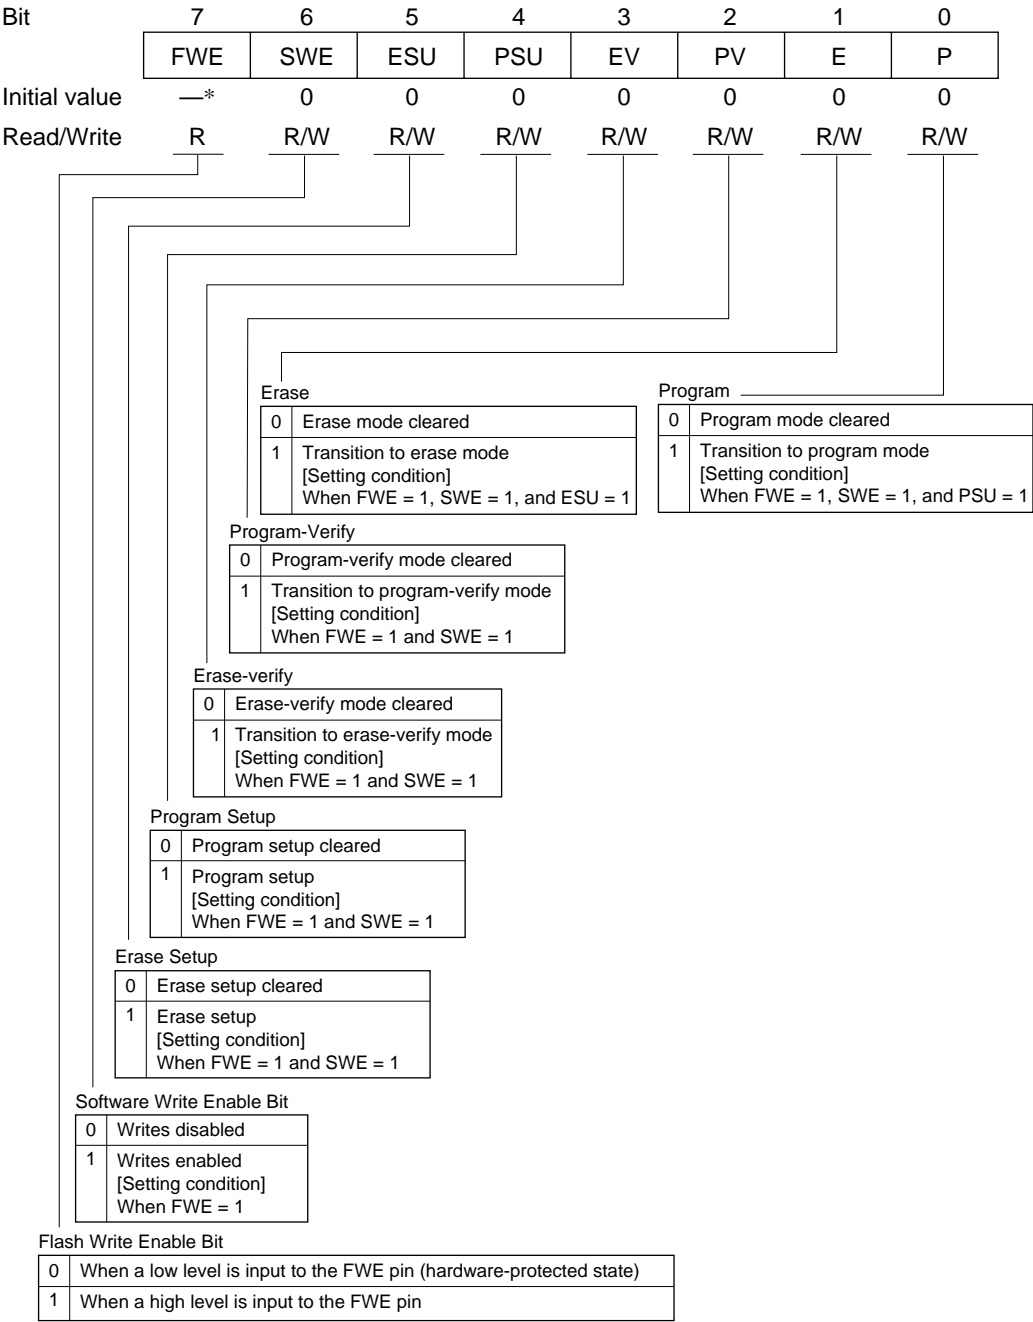 Bit 7 6 5 4 3 2 1 0
FWE SWE ESU PSU EV PV E P
Initial value —* 0 0 0 0 0 0 0
Read/Write R R/W R/W R/W R/W R/W R/W R/W
Erase
0 Erase mode cleared
1 Transition to erase mode
[Setting condition]
When FWE = 1, SWE = 1, and ESU = 1
Program
0 Program mode cleared
1 Transition to program mode
[Setting condition]
When FWE = 1, SWE = 1, and PSU = 1
Program-Verify
0 Program-verify mode cleared
1 Transition to program-verify mode
[Setting condition]
When FWE = 1 and SWE = 1
Erase-verify
0 Erase-verify mode cleared
1 Transition to erase-verify mode
[Setting condition]
When FWE = 1 and SWE = 1
Program Setup
0 Program setup cleared
1 Program setup
[Setting condition]
When FWE = 1 and SWE = 1
Erase Setup
0 Erase setup cleared
1 Erase setup
[Setting condition]
When FWE = 1 and SWE = 1
Software Write Enable Bit
0 Writes disabled
1 Writes enabled
[Setting condition]
When FWE = 1
Flash Write Enable Bit
0 When a low level is input to the FWE pin (hardware-protected state)
1 When a high level is input to the FWE pin